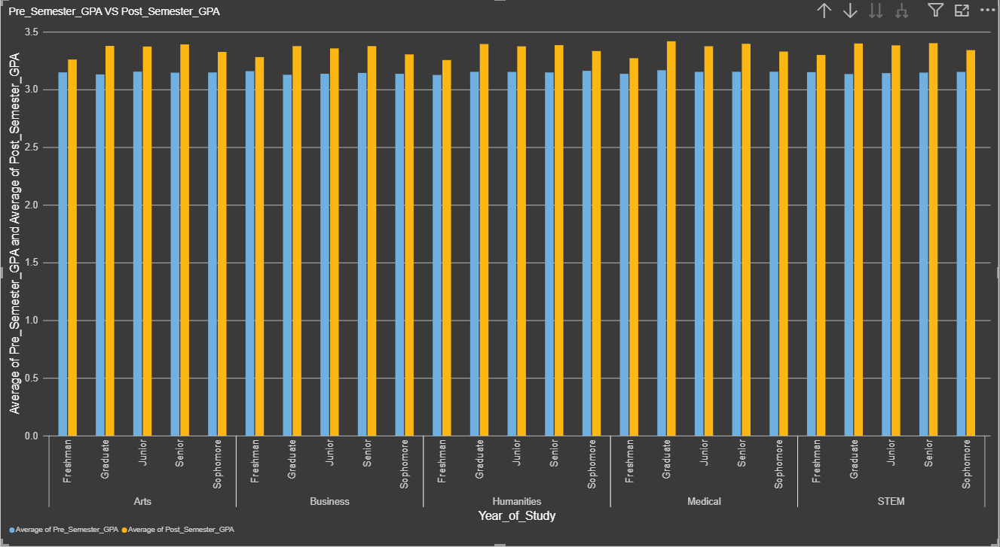 Pre_Semester_GPA VS Post_Semester_GPA
Average of Pre_Semester_GPA and Average of Post_Semester_GPA
3.5
3.0
2.5
2.0
1.5
1.0
0.5
0.0
Freshman
Graduate
Junior
Senior
Sophomore
Freshman
Graduate
Junior
Senior
Sophomore
Freshman
Graduate
Junior
Senior
Sophomore
Freshman
Graduate
Junior
Senior
Sophomore
Freshman
Graduate
Junior
Senior
Sophomore
Arts Business Humanities Medical STEM
Year_of_Study
Average of Pre_Semester_GPA Average of Post_Semester_GPA